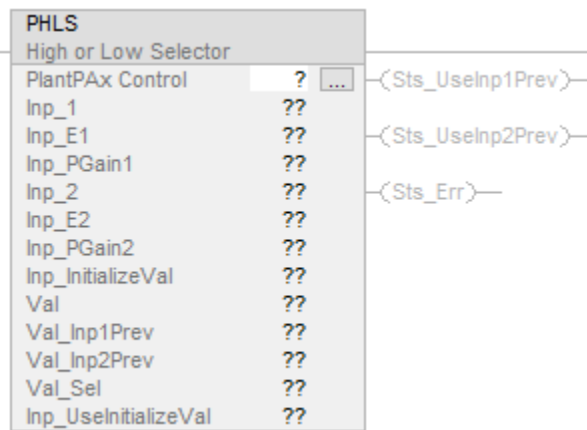 PHLS
High or Low Selector
PlantPAx Control ? ... (Sts_UseInp1Prev)
Inp_1 ??
Inp_E1 ?? (Sts_UseInp2Prev)
Inp_PGain1 ??
Inp_2 ?? (Sts_Err)
Inp_E2 ??
Inp_PGain2 ??
Inp_InitializeVal ??
Val ??
Val_Inp1Prev ??
Val_Inp2Prev ??
Val_Sel ??
Inp_UseInitializeVal ??